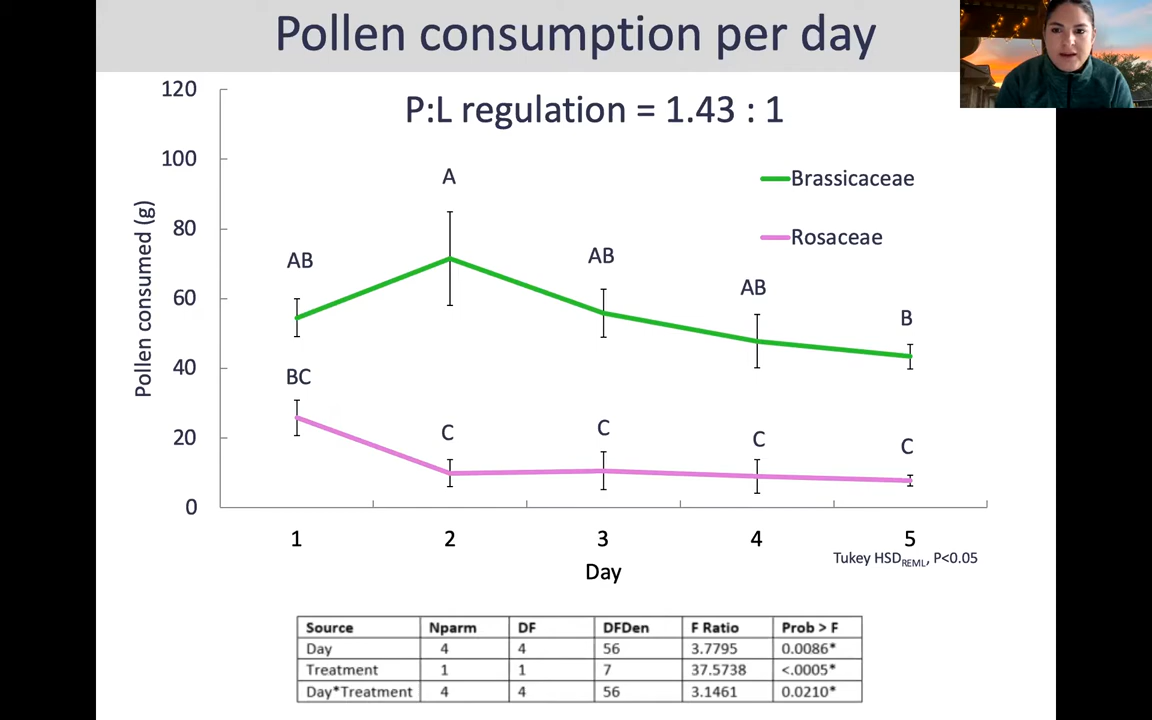 Pollen consumption per day
P:L regulation = 1.43 : 1
Pollen consumed (g)
120
100
80
60
40
20
0
Brassicaceae
Rosaceae
A
AB
AB
AB
B
BC
C
C
C
C
1 2 3 4 5
Day
Tukey HSD_REML, P<0.05
Source Nparm DF DFDen F Ratio Prob > F
Day 4 4 56 3.7795 0.0086*
Treatment 1 1 7 37.5738 <.0005*
Day*Treatment 4 4 56 3.1461 0.0210*